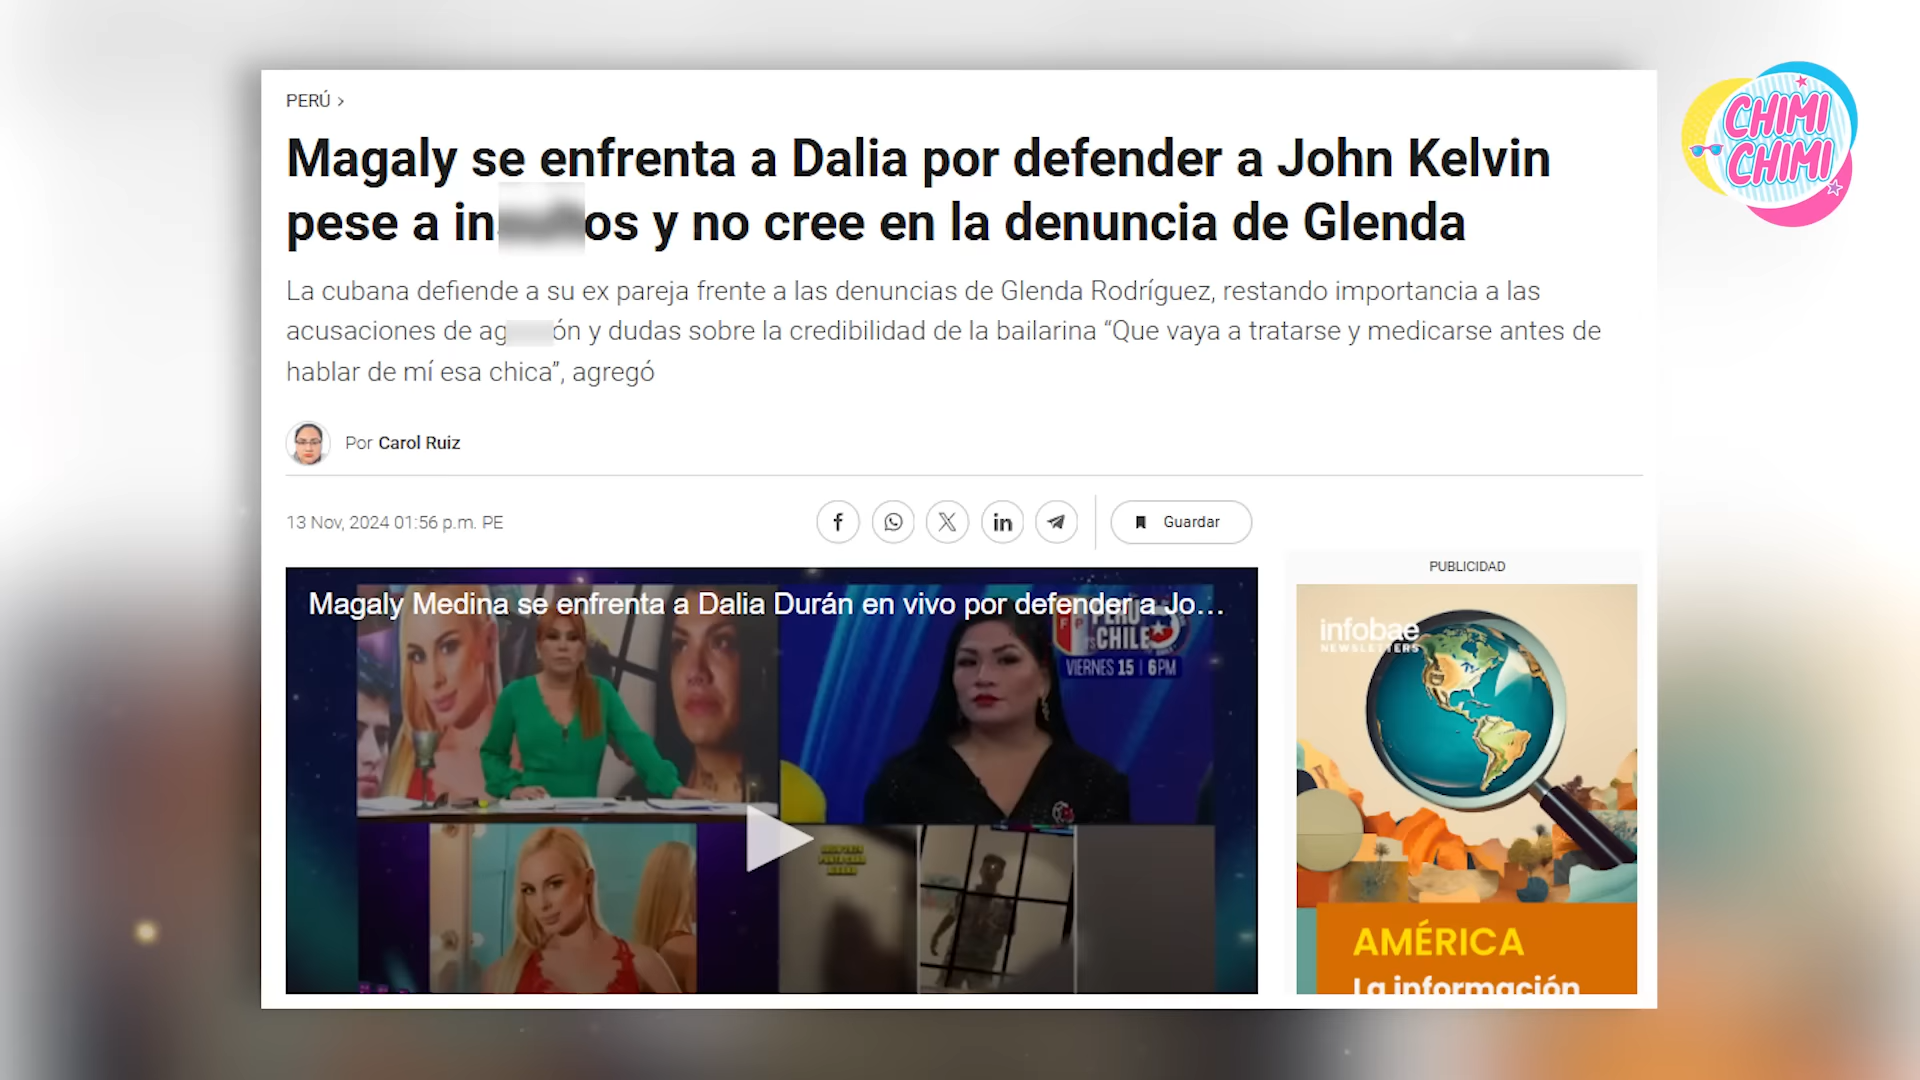 PERÚ >
CHIMI
CHIMI
Magaly se enfrenta a Dalia por defender a John Kelvin
pese a in os y no cree en la denuncia de Glenda
La cubana defiende a su ex pareja frente a las denuncias de Glenda Rodríguez, restando importancia a las
acusaciones de ag ón y dudas sobre la credibilidad de la bailarina “Que vaya a tratarse y medicarse antes de
hablar de mí esa chica”, agregó
Por Carol Ruiz
13 Nov, 2024 01:56 p.m. PE
Guardar
PUBLICIDAD
Magaly Medina se enfrenta a Dalia Durán en vivo por defender a Jo...
FP PERÚ
VS CHILE
VIERNES 15 | 6PM
infobae
NEWSLETTERS
AMÉRICA
La información